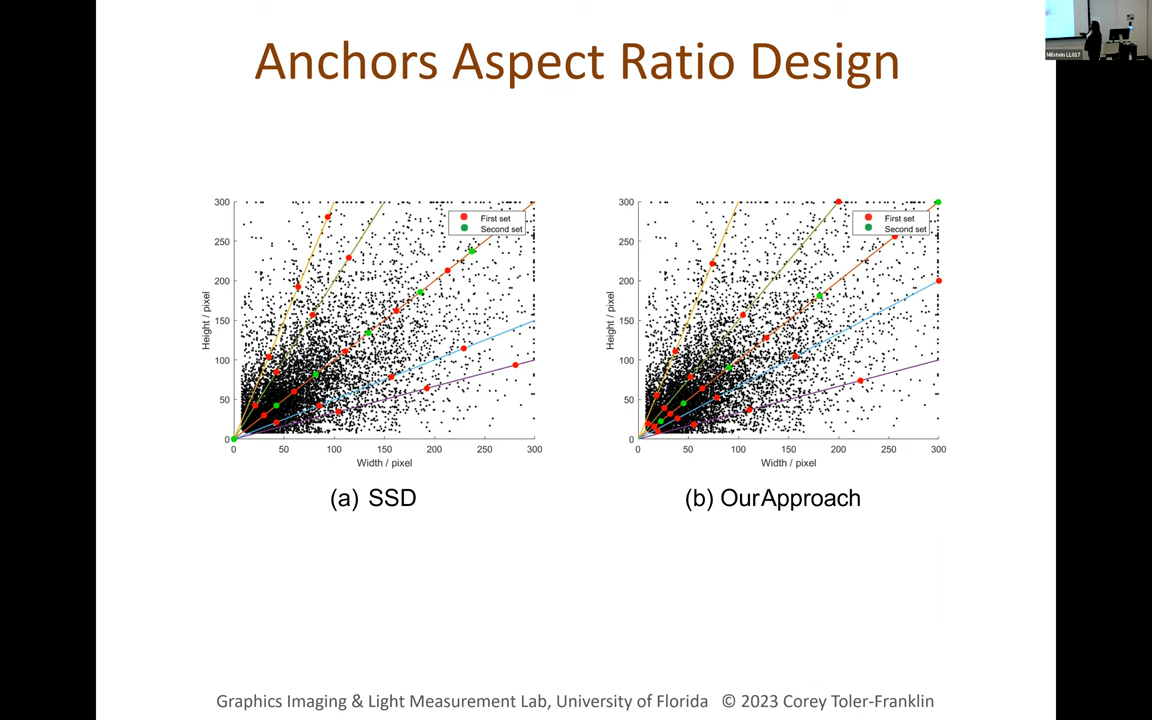 Anchors Aspect Ratio Design
Milstein LL017
300
250
200
150
100
50
0
Height / pixel
First set
Second set
0
50
100
150
200
250
300
Width / pixel
(a) SSD
300
250
200
150
100
50
0
Height / pixel
First set
Second set
0
50
100
150
200
250
300
Width / pixel
(b) OurApproach
Graphics Imaging & Light Measurement Lab, University of Florida © 2023 Corey Toler-Franklin